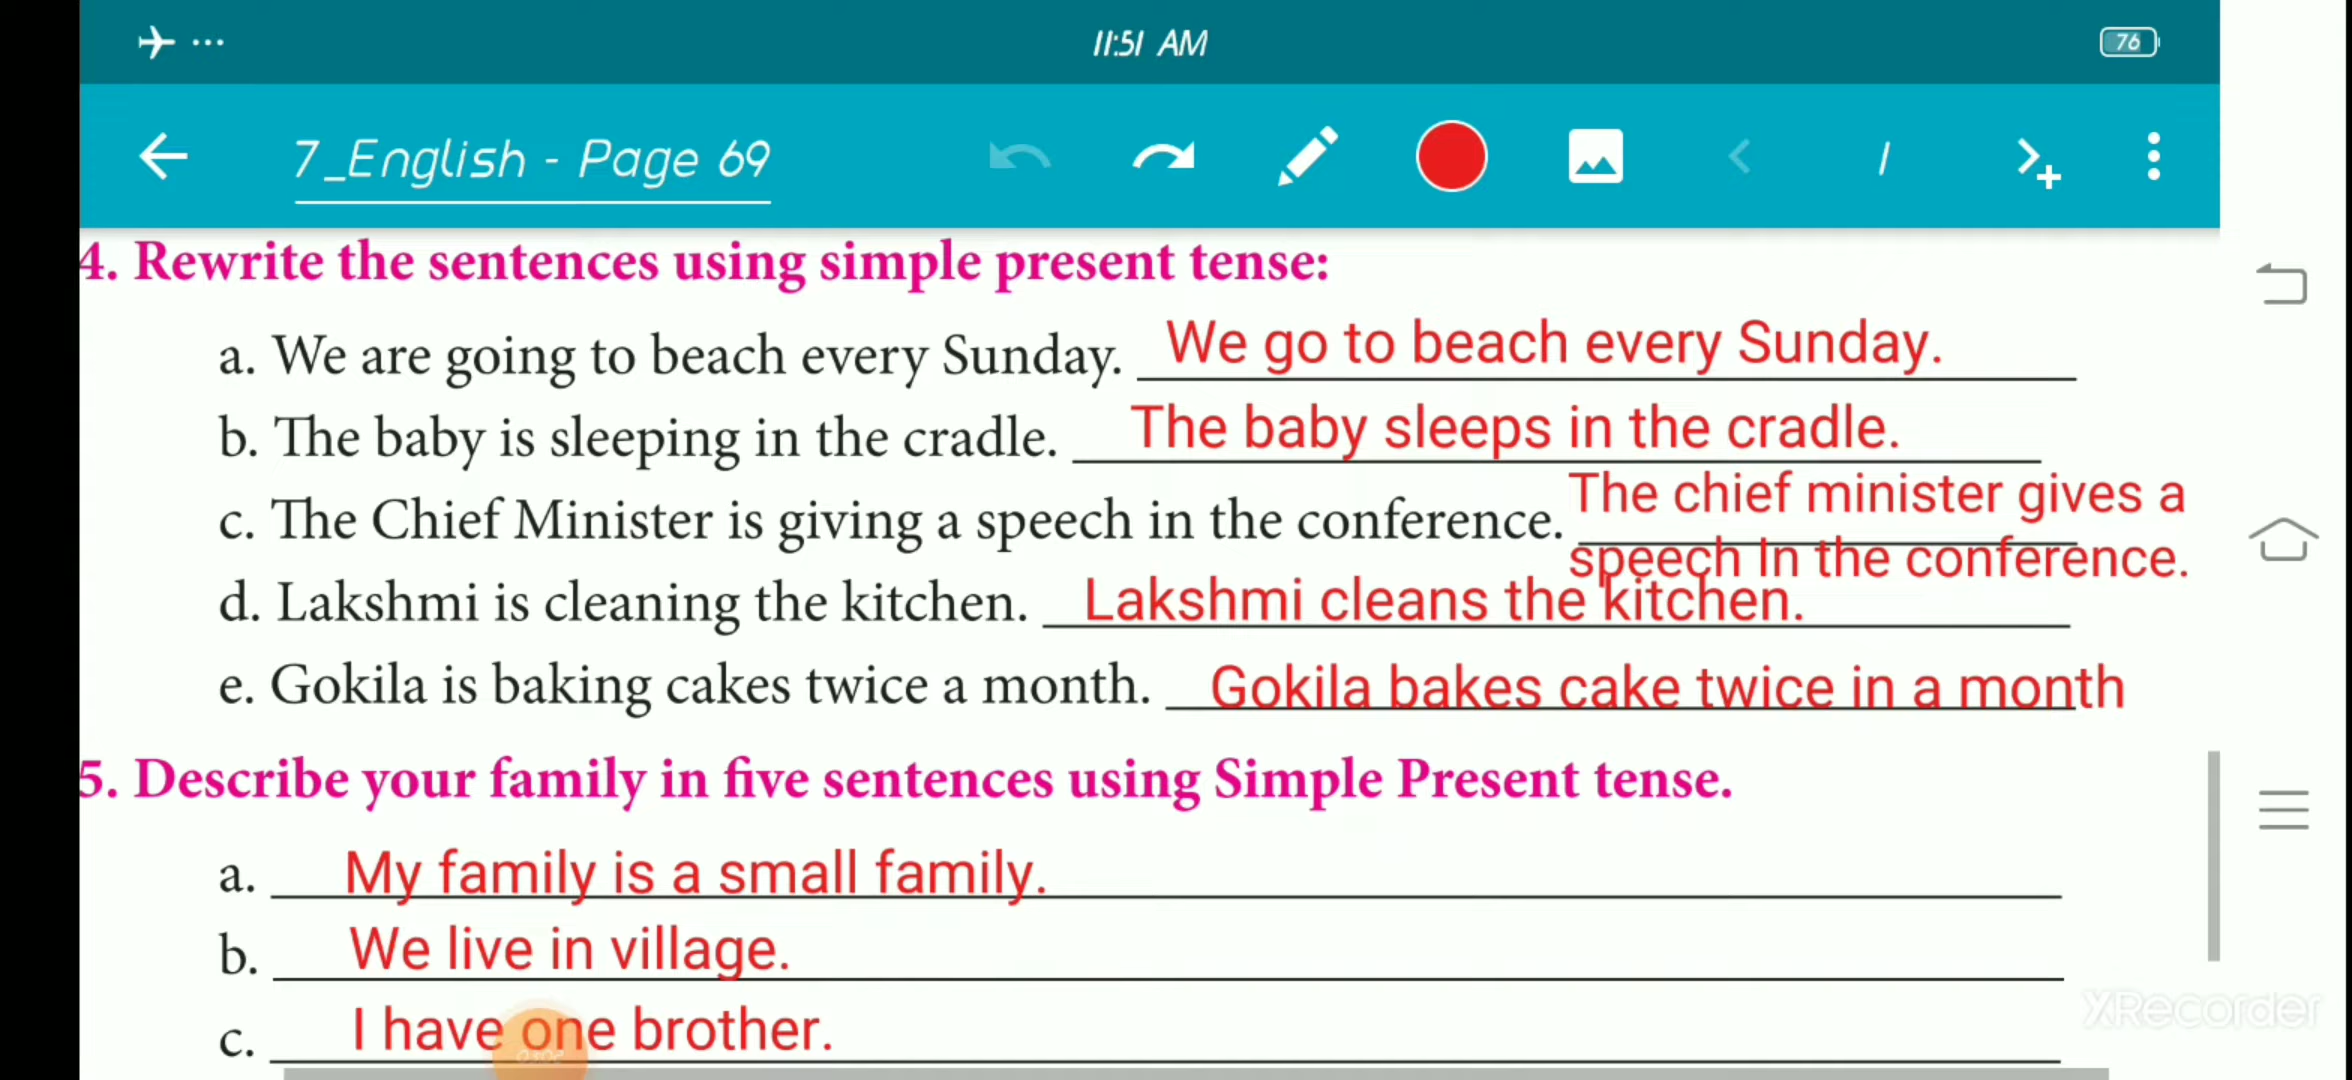 11:51 AM
76
7_English - Page 69
1
4. Rewrite the sentences using simple present tense:
a. We are going to beach every Sunday. We go to beach every Sunday.
b. The baby is sleeping in the cradle. The baby sleeps in the cradle.
c. The Chief Minister is giving a speech in the conference. The chief minister gives a
speech In the conference.
d. Lakshmi is cleaning the kitchen. Lakshmi cleans the kitchen.
e. Gokila is baking cakes twice a month. Gokila bakes cake twice in a month
5. Describe your family in five sentences using Simple Present tense.
a. My family is a small family.
b. We live in village.
c. I have one brother.
03:02
XRecorder